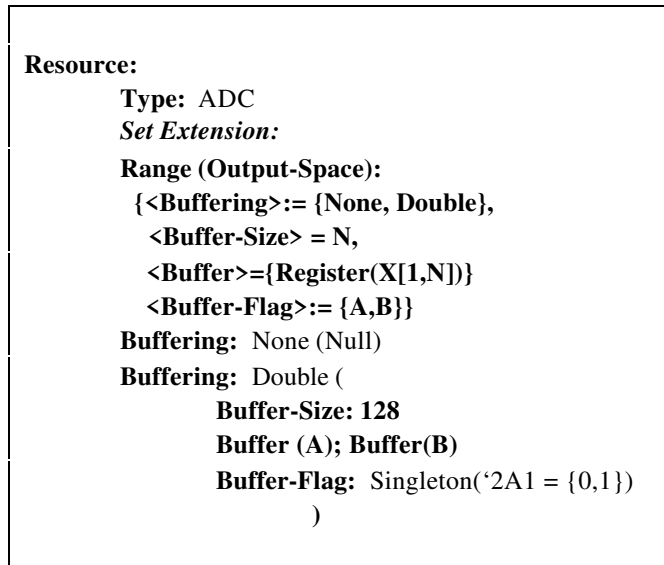 Resource:
Type: ADC
Set Extension:
Range (Output-Space):
{<Buffering>:= {None, Double},
<Buffer-Size> = N,
<Buffer>={Register(X[1,N])}
<Buffer-Flag>:= {A,B}}
Buffering: None (Null)
Buffering: Double (
Buffer-Size: 128
Buffer (A); Buffer(B)
Buffer-Flag: Singleton(‘2A1 = {0,1})
)